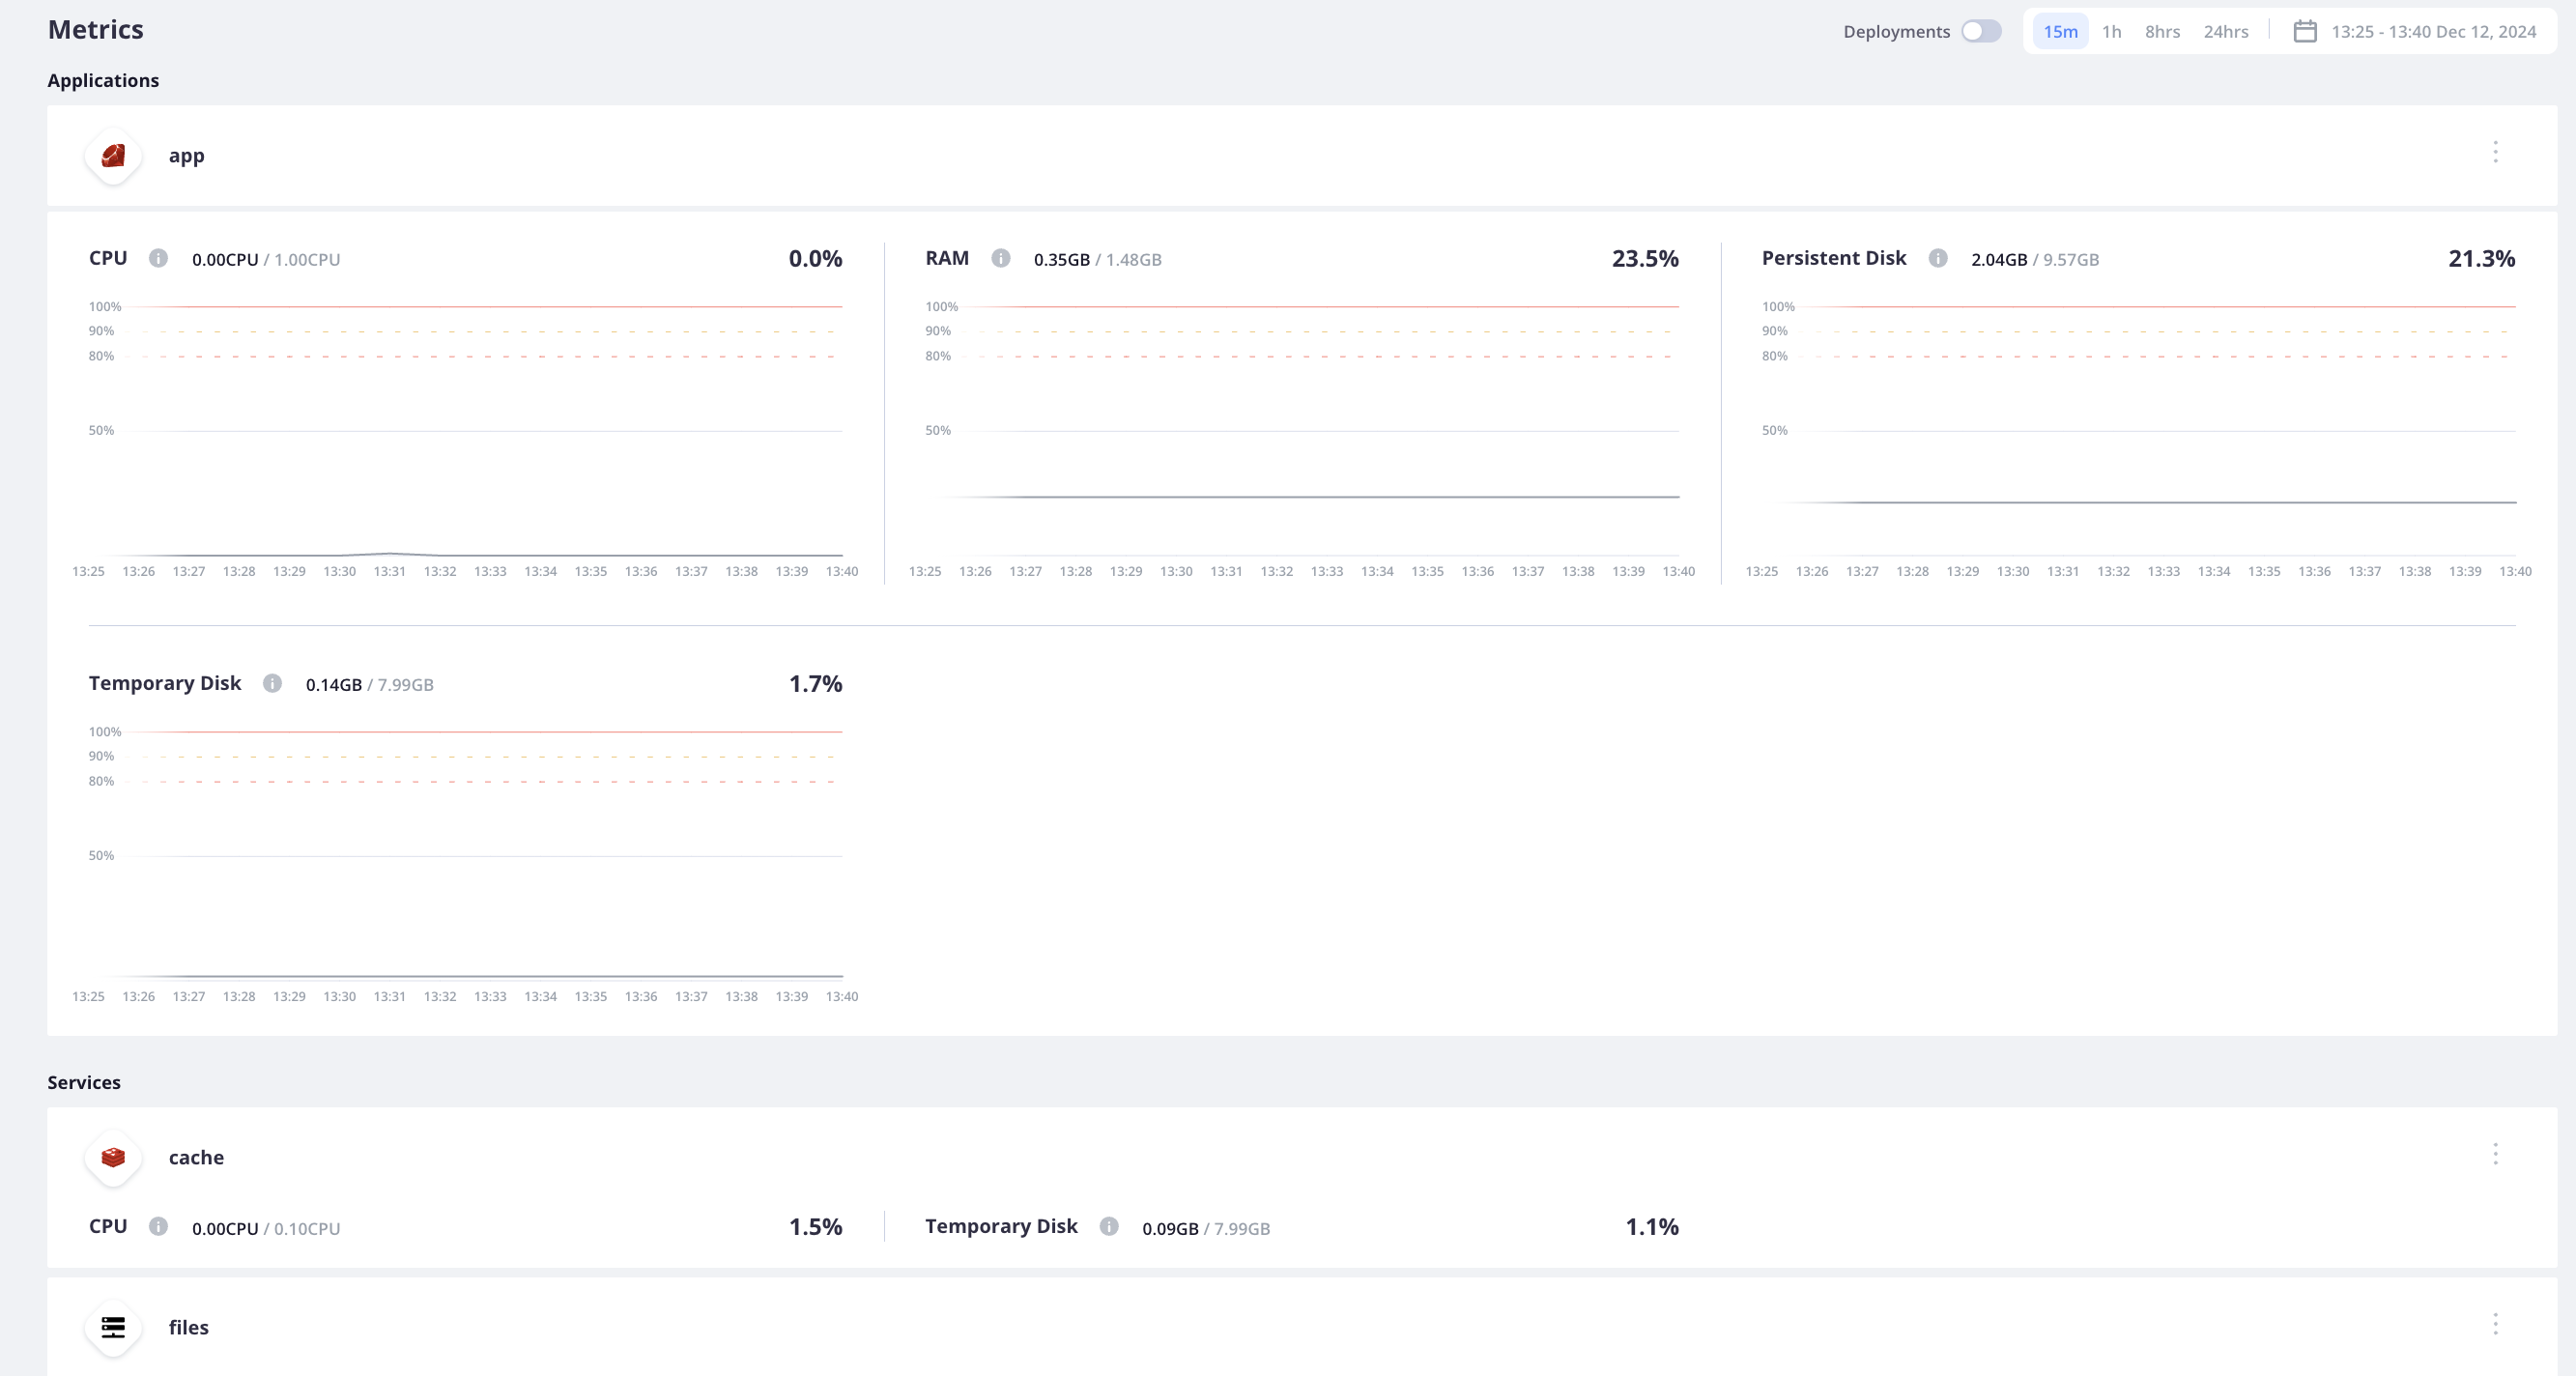 Metrics
Deployments 15m 1h 8hrs 24hrs 13:25 - 13:40 Dec 12, 2024
Applications
app
CPU 0.00CPU / 1.00CPU 0.0%
100%
90%
80%
50%
13:25 13:26 13:27 13:28 13:29 13:30 13:31 13:32 13:33 13:34 13:35 13:36 13:37 13:38 13:39 13:40
RAM 0.35GB / 1.48GB 23.5%
100%
90%
80%
50%
13:25 13:26 13:27 13:28 13:29 13:30 13:31 13:32 13:33 13:34 13:35 13:36 13:37 13:38 13:39 13:40
Persistent Disk 2.04GB / 9.57GB 21.3%
100%
90%
80%
50%
13:25 13:26 13:27 13:28 13:29 13:30 13:31 13:32 13:33 13:34 13:35 13:36 13:37 13:38 13:39 13:40
Temporary Disk 0.14GB / 7.99GB 1.7%
100%
90%
80%
50%
13:25 13:26 13:27 13:28 13:29 13:30 13:31 13:32 13:33 13:34 13:35 13:36 13:37 13:38 13:39 13:40
Services
cache
CPU 0.00CPU / 0.10CPU 1.5%
Temporary Disk 0.09GB / 7.99GB 1.1%
files